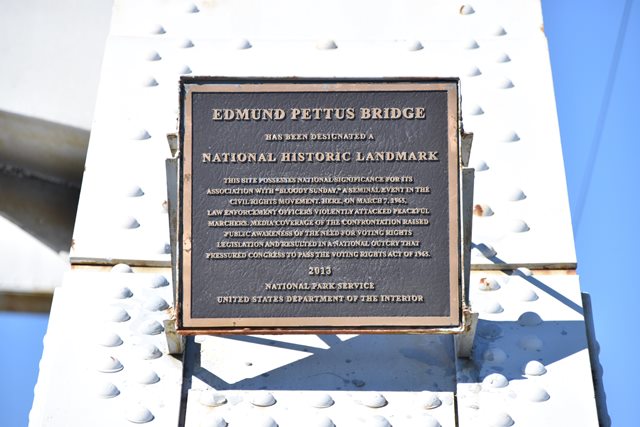 EDMUND PETTUS BRIDGE
HAS BEEN DESIGNATED A
NATIONAL HISTORIC LANDMARK
THIS SITE POSSESSES NATIONAL SIGNIFICANCE FOR ITS
ASSOCIATION WITH "BLOODY SUNDAY," A SEMINAL EVENT IN THE
CIVIL RIGHTS MOVEMENT. HERE, ON MARCH 7, 1965,
LAW ENFORCEMENT OFFICERS VIOLENTLY ATTACKED PEACEFUL
MARCHERS. MEDIA COVERAGE OF THE CONFRONTATION RAISED
PUBLIC AWARENESS OF THE NEED FOR VOTING RIGHTS
LEGISLATION AND RESULTED IN A NATIONAL OUTCRY THAT
PRESSURED CONGRESS TO PASS THE VOTING RIGHTS ACT OF 1965.
2013
NATIONAL PARK SERVICE
UNITED STATES DEPARTMENT OF THE INTERIOR